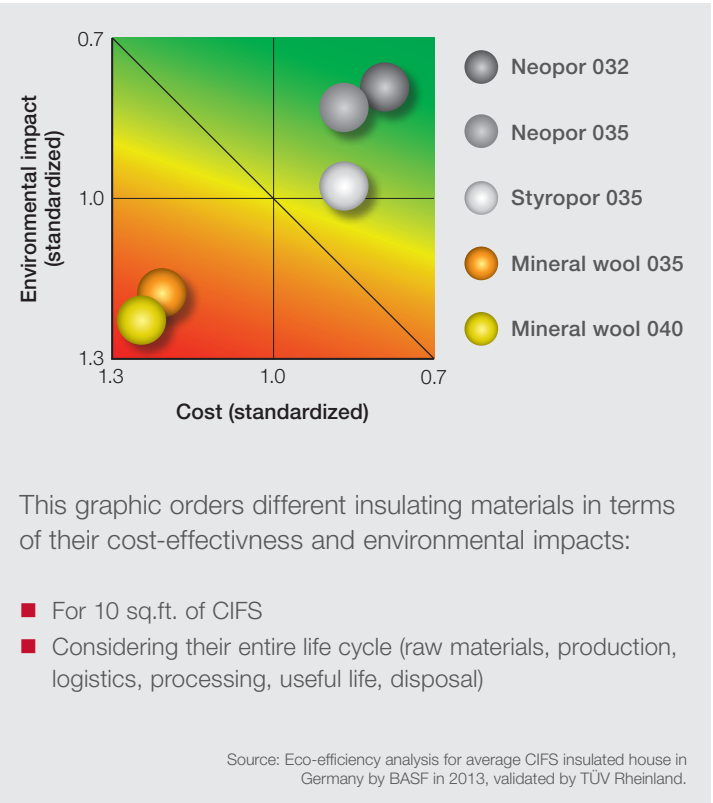 0.7
1.0
1.3
1.3
1.0
0.7
Environmental impact
(standardized)
Cost (standardized)
Neopor 032
Neopor 035
Styropor 035
Mineral wool 035
Mineral wool 040
This graphic orders different insulating materials in terms
of their cost-effectivness and environmental impacts:
For 10 sq.ft. of CIFS
Considering their entire life cycle (raw materials, production,
logistics, processing, useful life, disposal)
Source: Eco-efficiency analysis for average CIFS insulated house in
Germany by BASF in 2013, validated by TÜV Rheinland.